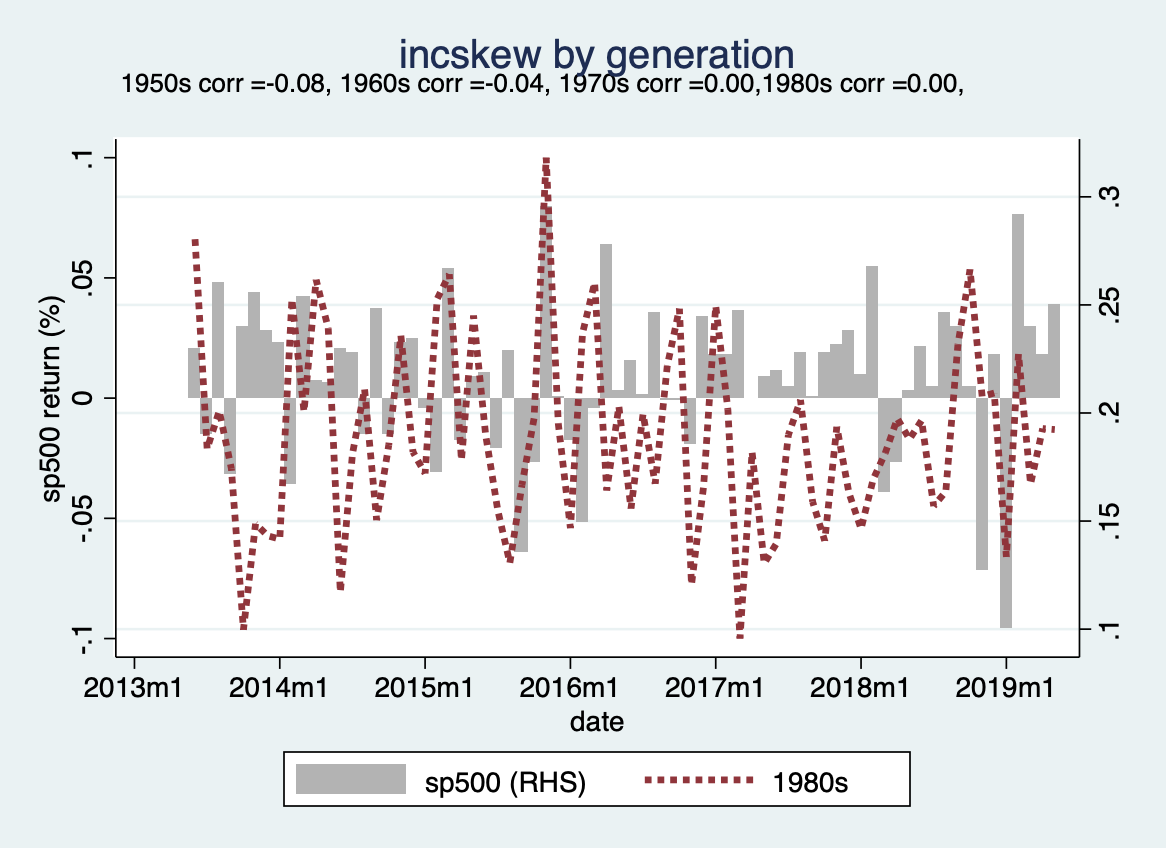 incskew by generation
1950s corr =-0.08, 1960s corr =-0.04, 1970s corr =0.00,1980s corr =0.00,
.1
.05
0
-.05
-.1
sp500 return (%)
.3
.25
.2
.15
.1
2013m1 2014m1 2015m1 2016m1 2017m1 2018m1 2019m1
date
sp500 (RHS) 1980s